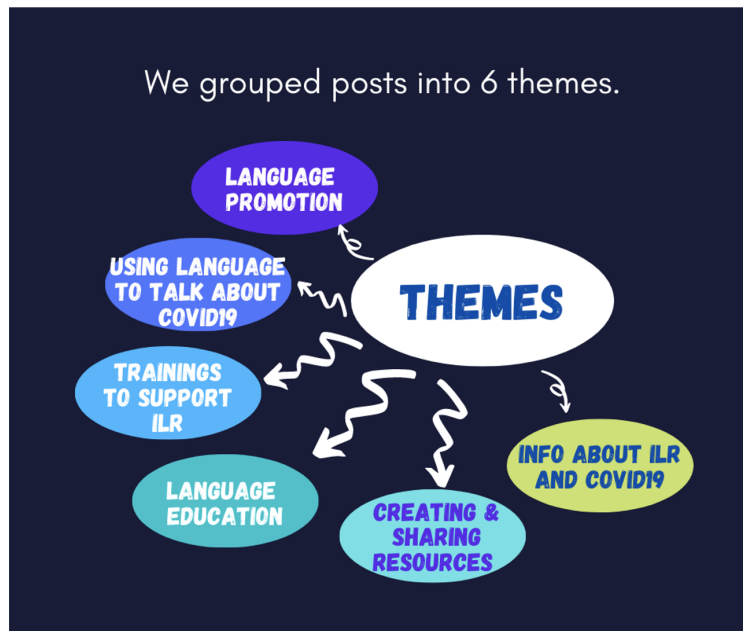 We grouped posts into 6 themes.
LANGUAGE
PROMOTION
USING LANGUAGE
TO TALK ABOUT
COVID19
THEMES
TRAININGS
TO SUPPORT
ILR
LANGUAGE
EDUCATION
CREATING &
SHARING
RESOURCES
INFO ABOUT ILR
AND COVID19